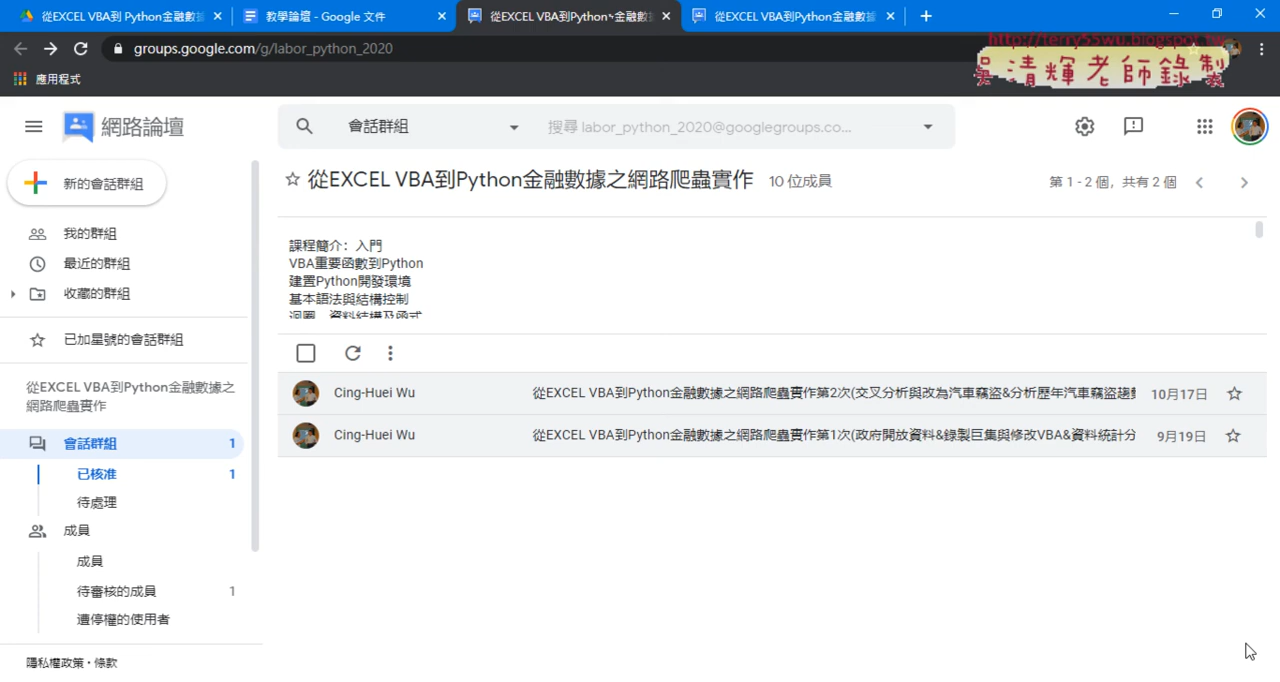 從EXCEL VBA到 Python金融數據
教學論壇 - Google 文件
從EXCEL VBA到Python金融數
從EXCEL VBA到Python金融數據
groups.google.com/g/labor_python_2020
http://terry55wu.blogspot.tw
吳清輝老師錄製
應用程式
網路論壇
會話群組
搜尋 labor_python_2020@googlegroups.co...
新的會話群組
從EXCEL VBA到Python金融數據之網路爬蟲實作
10 位成員
第 1 - 2 個，共有 2 個
我的群組
最近的群組
收藏的群組
已加星號的會話群組
課程簡介：入門
VBA重要函數到Python
建置Python開發環境
基本語法與結構控制
迴圈、資料結構及函式
從EXCEL VBA到Python金融數據之
網路爬蟲實作
會話群組 1
已核准 1
待處理
成員
成員
待審核的成員 1
遭停權的使用者
隱私權政策 • 條款
Cing-Huei Wu 從EXCEL VBA到Python金融數據之網路爬蟲實作第2次(交叉分析與改為汽車竊盜&分析歷年汽車竊盜趨勢 10月17日
Cing-Huei Wu 從EXCEL VBA到Python金融數據之網路爬蟲實作第1次(政府開放資料&錄製巨集與修改VBA&資料統計分 9月19日